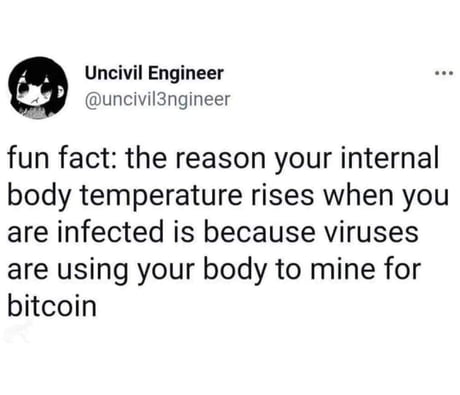 Uncivil Engineer
@uncivil3ngineer
fun fact: the reason your internal
body temperature rises when you
are infected is because viruses
are using your body to mine for
bitcoin